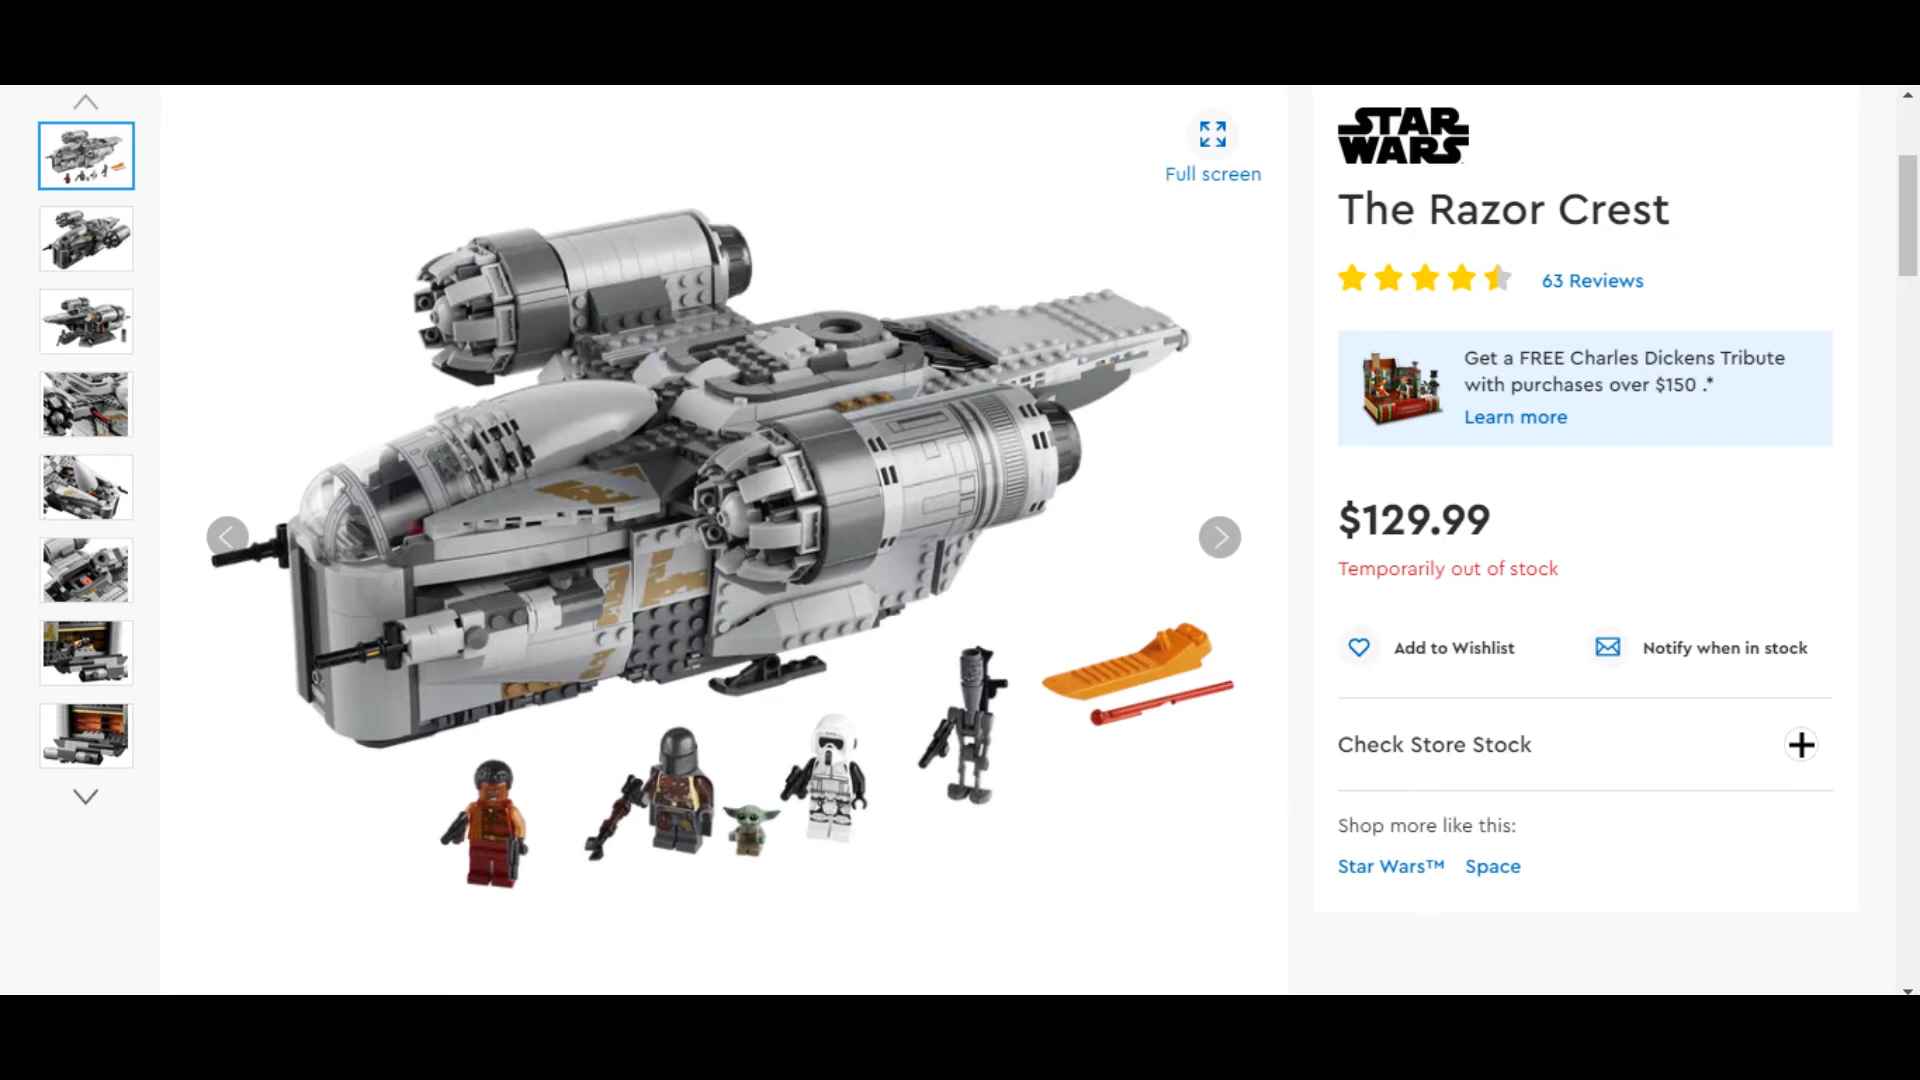 Full screen
STAR
WARS
The Razor Crest
63 Reviews
Get a FREE Charles Dickens Tribute
with purchases over $150 .*
Learn more
$129.99
Temporarily out of stock
Add to Wishlist
Notify when in stock
Check Store Stock
Shop more like this:
Star Wars™ Space